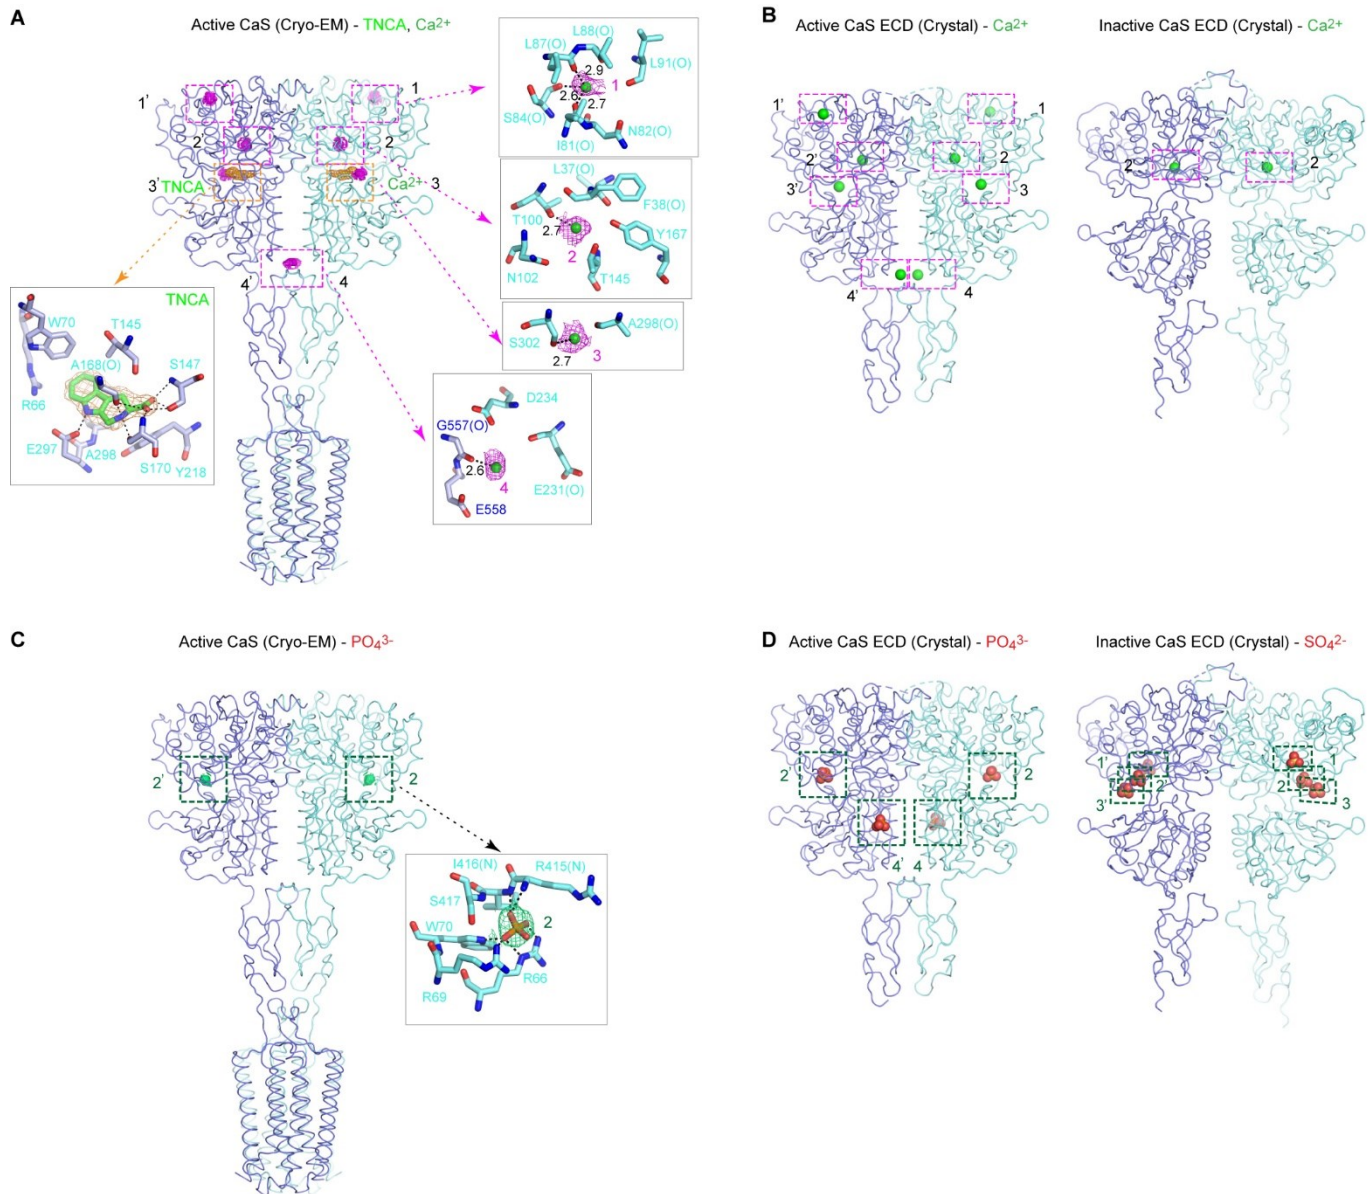 A
Active CaS (Cryo-EM) - TNCA, Ca2+
1'
1
2'
2
3'
TNCA
Ca2+
3
4'
4
L88(O)
L87(O)
L91(O)
2.9
1
2.6
2.7
S84(O)
N82(O)
I81(O)
L37(O)
F38(O)
T100
2.7
Y167
2
N102
T145
A298(O)
S302
3
2.7
D234
G557(O)
2.6
4
E231(O)
E558
TNCA
W70
T145
A168(O)
S147
R66
E297
A298
S170
Y218
B
Active CaS ECD (Crystal) - Ca2+
1'
1
2'
2
3'
3
4'
4
Inactive CaS ECD (Crystal) - Ca2+
2'
2
C
Active CaS (Cryo-EM) - PO43-
2'
2
I416(N)
R415(N)
S417
2
W70
R66
R69
D
Active CaS ECD (Crystal) - PO43-
2'
2
4'
4
Inactive CaS ECD (Crystal) - SO42-
1'
1
2'
2
3'
3